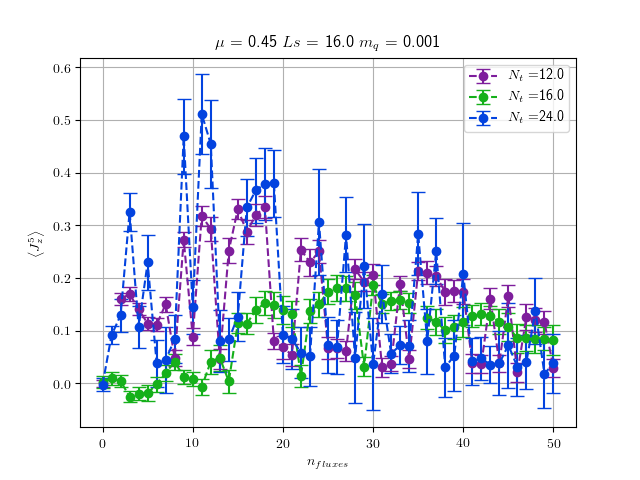 μ = 0.45 Ls = 16.0 m_q = 0.001
N_t =12.0
N_t =16.0
N_t =24.0
0.6
0.5
0.4
0.3
0.2
0.1
0.0
⟨J_z^5⟩
0 10 20 30 40 50
n_fluxes